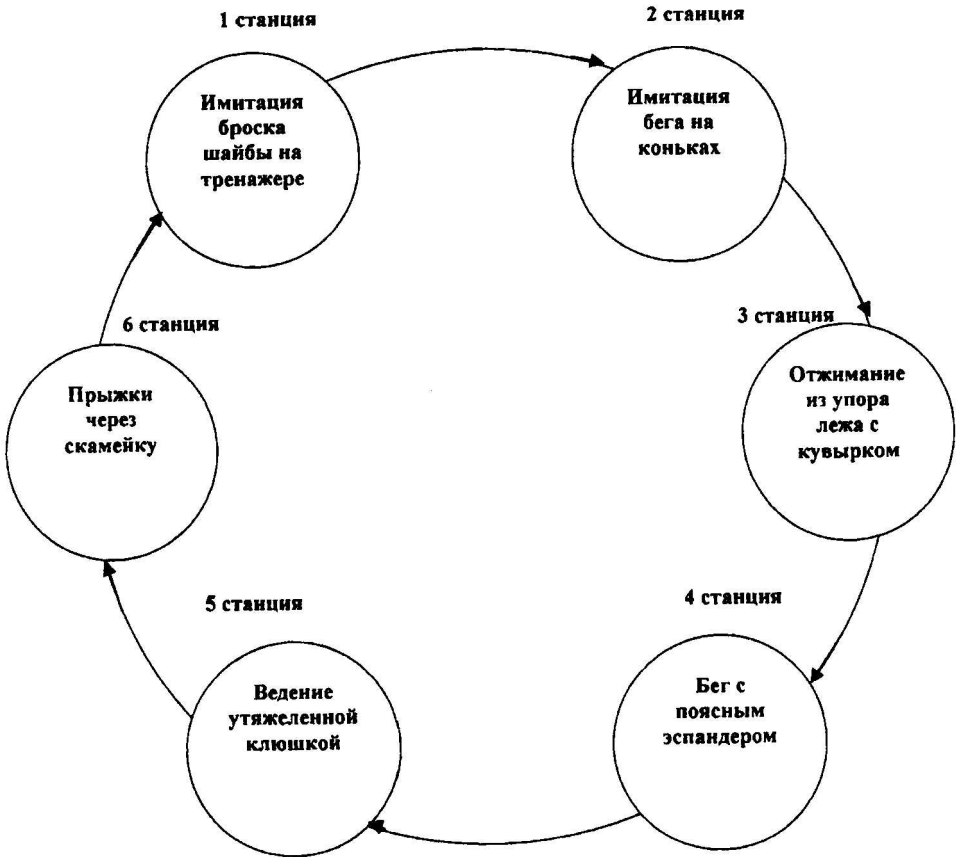 1 станция
Имитация
броска
шайбы на
тренажере
2 станция
Имитация
бега на
коньках
3 станция
Отжимание
из упора
лежа с
кувырком
4 станция
Бег с
поясным
эспандером
5 станция
Ведение
утяжеленной
клюшкой
6 станция
Прыжки
через
скамейку